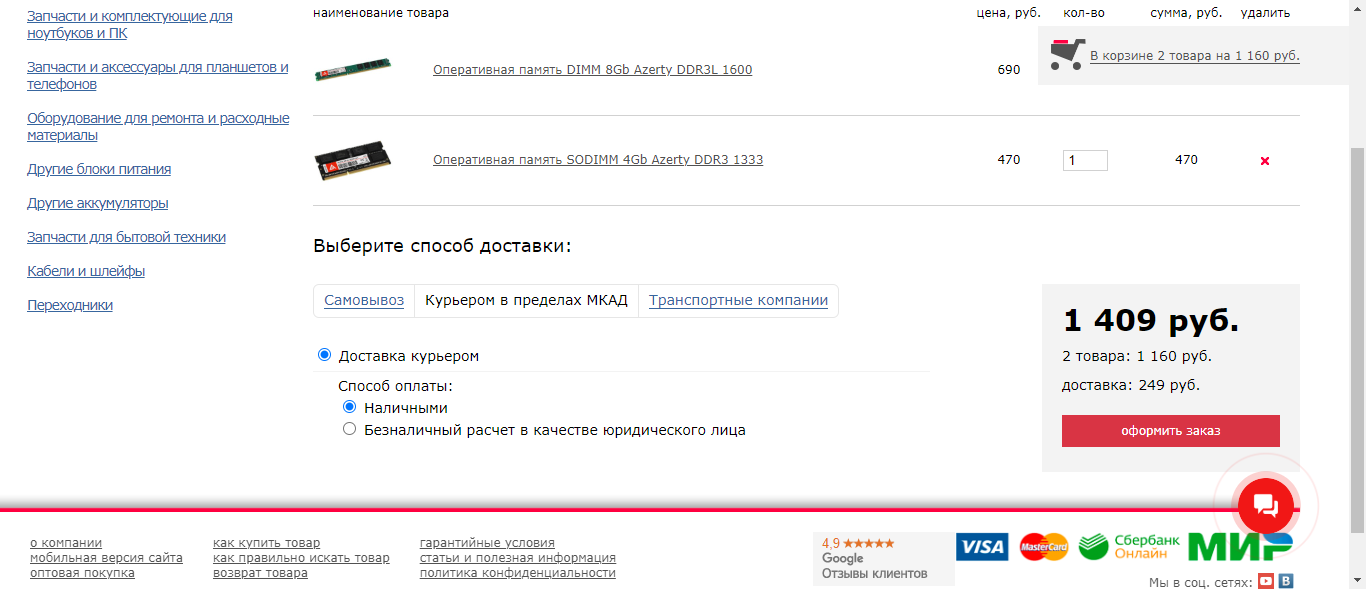 Запчасти и комплектующие для
ноутбуков и ПК
Запчасти и аксессуары для планшетов и
телефонов
Оборудование для ремонта и расходные
материалы
Другие блоки питания
Другие аккумуляторы
Запчасти для бытовой техники
Кабели и шлейфы
Переходники
наименование товара цена, руб. кол-во сумма, руб. удалить
Оперативная память DIMM 8Gb Azerty DDR3L 1600 690
В корзине 2 товара на 1 160 руб.
Оперативная память SODIMM 4Gb Azerty DDR3 1333 470 1 470
Выберите способ доставки:
Самовывоз Курьером в пределах МКАД Транспортные компании
Доставка курьером
Способ оплаты:
Наличными
Безналичный расчет в качестве юридического лица
1 409 руб.
2 товара: 1 160 руб.
доставка: 249 руб.
оформить заказ
о компании
мобильная версия сайта
оптовая покупка
как купить товар
как правильно искать товар
возврат товара
гарантийные условия
статьи и полезная информация
политика конфиденциальности
4,9 ★★★★★
Google
Отзывы клиентов
VISA
MasterCard
Сбербанк
Онлайн
МИР
Мы в соц. сетях:
В